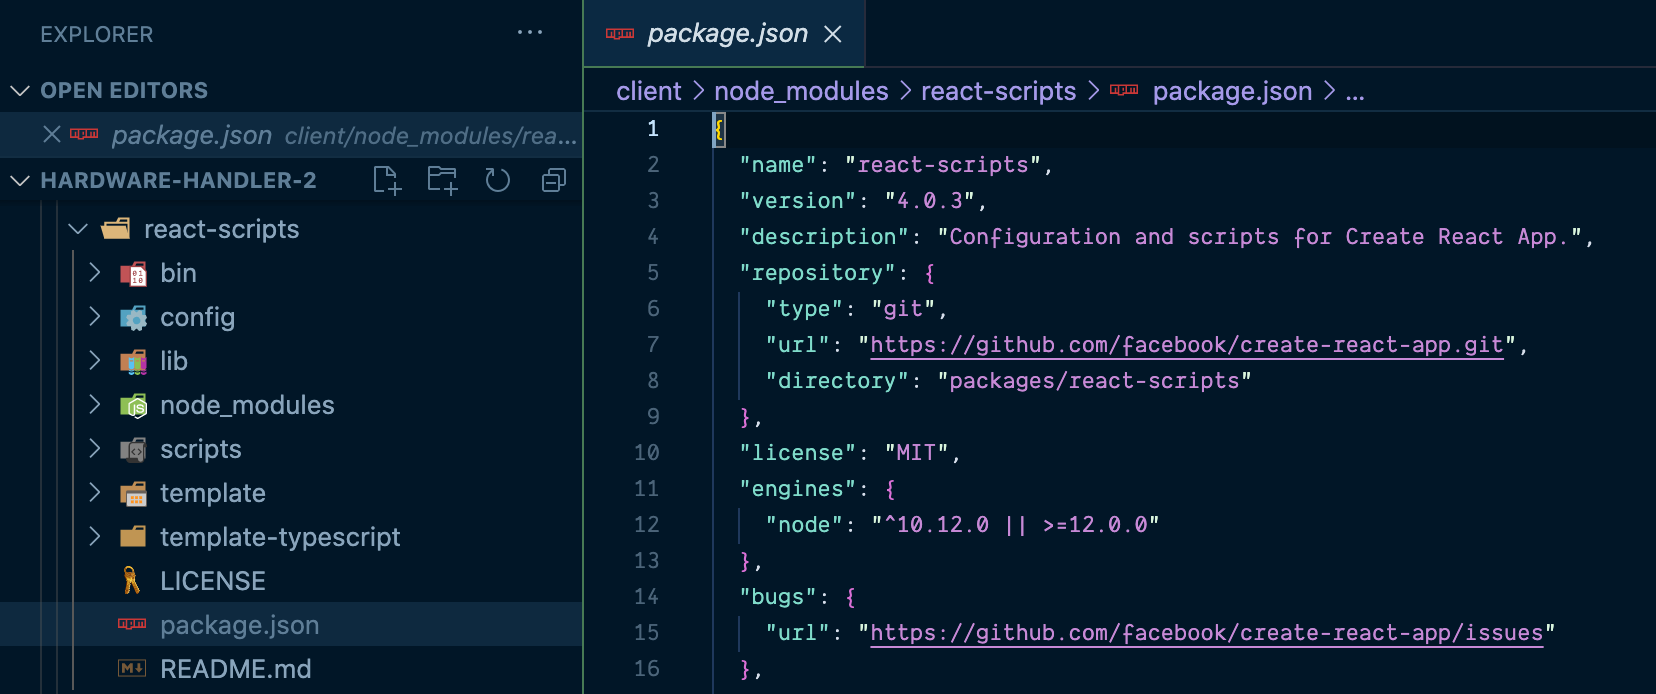 EXPLORER
OPEN EDITORS
package.json client/node_modules/rea...
HARDWARE-HANDLER-2
react-scripts
bin
config
lib
node_modules
scripts
template
template-typescript
LICENSE
package.json
README.md
package.json
client > node_modules > react-scripts > package.json > ...
1 {
2 "name": "react-scripts",
3 "version": "4.0.3",
4 "description": "Configuration and scripts for Create React App.",
5 "repository": {
6 "type": "git",
7 "url": "https://github.com/facebook/create-react-app.git",
8 "directory": "packages/react-scripts"
9 },
10 "license": "MIT",
11 "engines": {
12 "node": "^10.12.0 || >=12.0.0"
13 },
14 "bugs": {
15 "url": "https://github.com/facebook/create-react-app/issues"
16 },